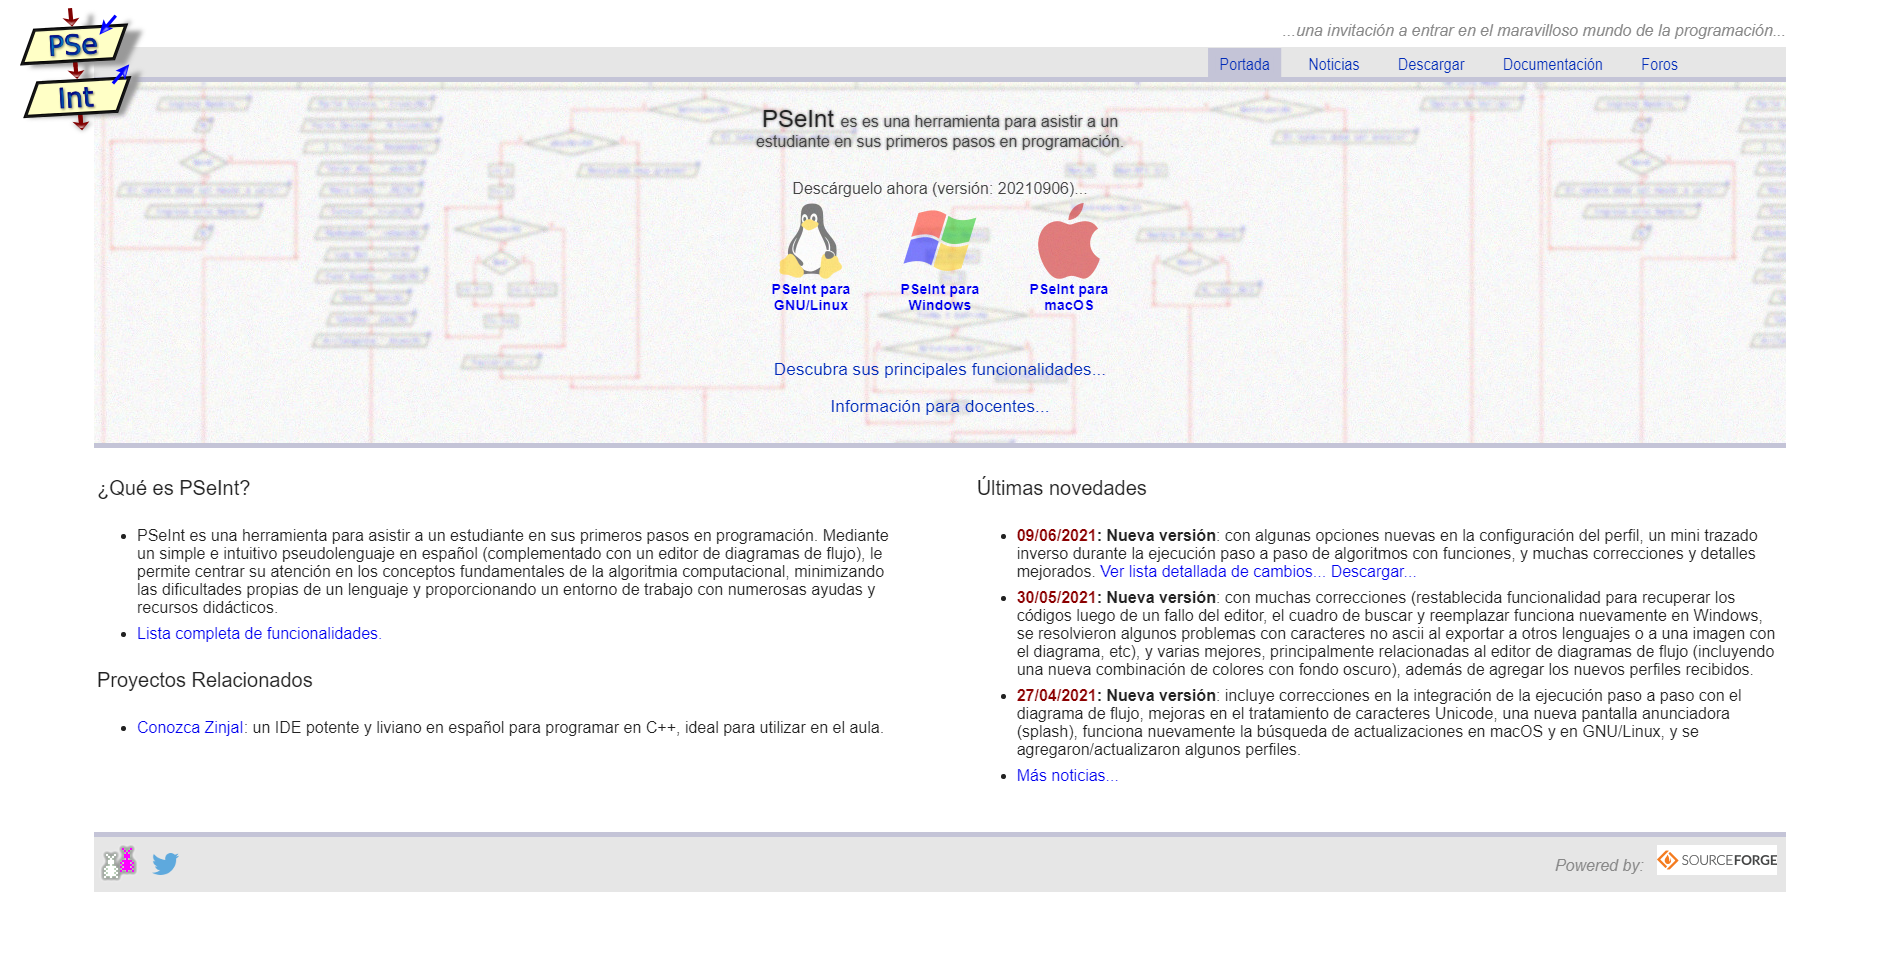 PSe
Int
...una invitación a entrar en el maravilloso mundo de la programación...
Portada
Noticias
Descargar
Documentación
Foros
PSeInt es es una herramienta para asistir a un
estudiante en sus primeros pasos en programación.
Descárguelo ahora (versión: 20210906)...
PSeInt para
GNU/Linux
PSeInt para
Windows
PSeInt para
macOS
Descubra sus principales funcionalidades...
Información para docentes...
¿Qué es PSeInt?
PSeInt es una herramienta para asistir a un estudiante en sus primeros pasos en programación. Mediante
un simple e intuitivo pseudolenguaje en español (complementado con un editor de diagramas de flujo), le
permite centrar su atención en los conceptos fundamentales de la algoritmia computacional, minimizando
las dificultades propias de un lenguaje y proporcionando un entorno de trabajo con numerosas ayudas y
recursos didácticos.
Lista completa de funcionalidades.
Proyectos Relacionados
Conozca ZinjaI: un IDE potente y liviano en español para programar en C++, ideal para utilizar en el aula.
Últimas novedades
09/06/2021: Nueva versión: con algunas opciones nuevas en la configuración del perfil, un mini trazado
inverso durante la ejecución paso a paso de algoritmos con funciones, y muchas correcciones y detalles
mejorados. Ver lista detallada de cambios... Descargar...
30/05/2021: Nueva versión: con muchas correcciones (restablecida funcionalidad para recuperar los
códigos luego de un fallo del editor, el cuadro de buscar y reemplazar funciona nuevamente en Windows,
se resolvieron algunos problemas con caracteres no ascii al exportar a otros lenguajes o a una imagen con
el diagrama, etc), y varias mejores, principalmente relacionadas al editor de diagramas de flujo (incluyendo
una nueva combinación de colores con fondo oscuro), además de agregar los nuevos perfiles recibidos.
27/04/2021: Nueva versión: incluye correcciones en la integración de la ejecución paso a paso con el
diagrama de flujo, mejoras en el tratamiento de caracteres Unicode, una nueva pantalla anunciadora
(splash), funciona nuevamente la búsqueda de actualizaciones en macOS y en GNU/Linux, y se
agregaron/actualizaron algunos perfiles.
Más noticias...
Powered by:
SOURCEFORGE